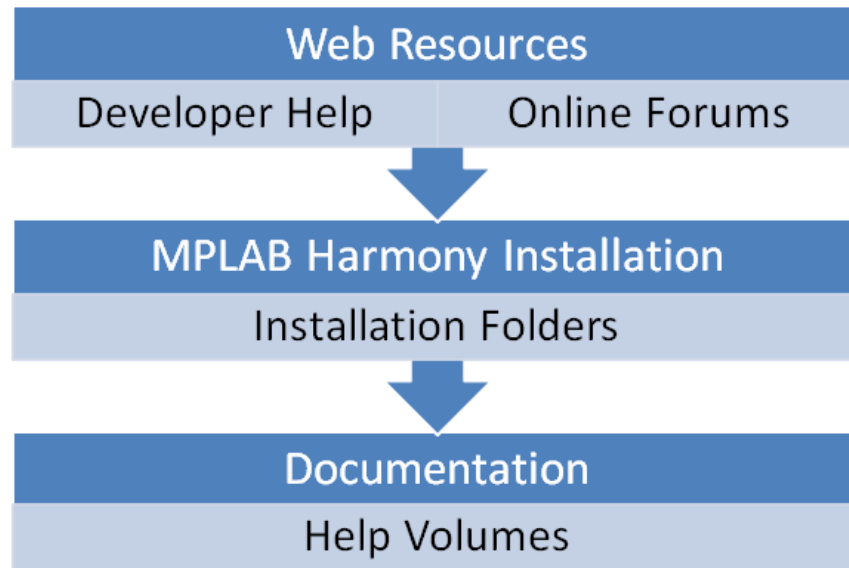 Web Resources
Developer Help
Online Forums
MPLAB Harmony Installation
Installation Folders
Documentation
Help Volumes